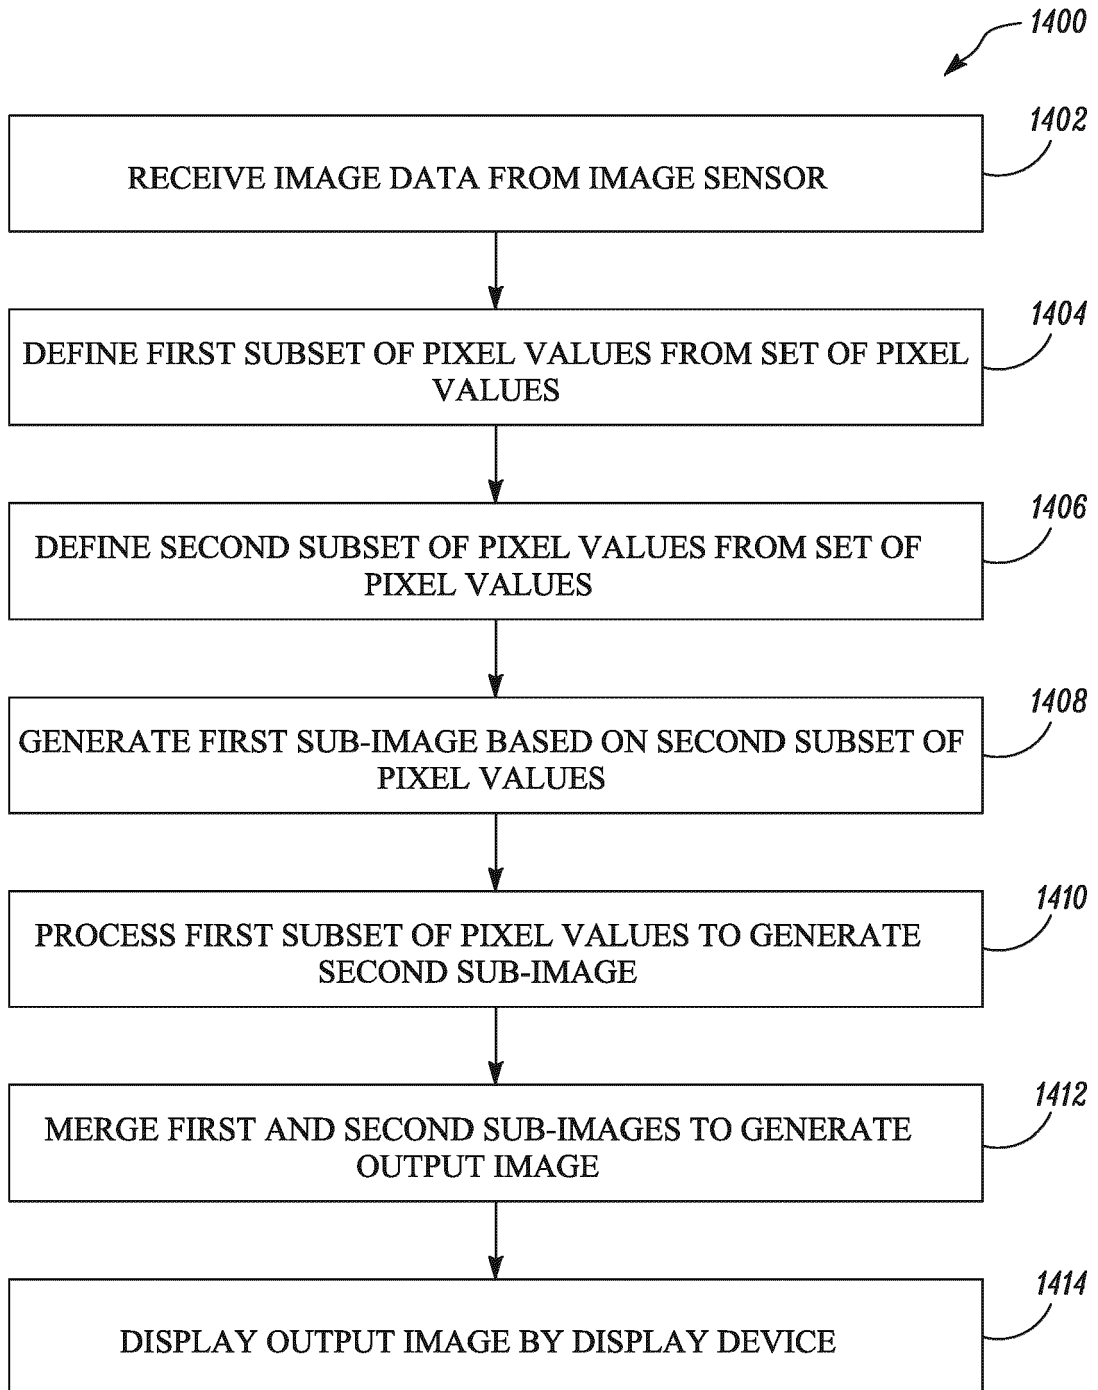 1400
1402
RECEIVE IMAGE DATA FROM IMAGE SENSOR
1404
DEFINE FIRST SUBSET OF PIXEL VALUES FROM SET OF PIXEL
VALUES
1406
DEFINE SECOND SUBSET OF PIXEL VALUES FROM SET OF
PIXEL VALUES
1408
GENERATE FIRST SUB-IMAGE BASED ON SECOND SUBSET OF
PIXEL VALUES
1410
PROCESS FIRST SUBSET OF PIXEL VALUES TO GENERATE
SECOND SUB-IMAGE
1412
MERGE FIRST AND SECOND SUB-IMAGES TO GENERATE
OUTPUT IMAGE
1414
DISPLAY OUTPUT IMAGE BY DISPLAY DEVICE